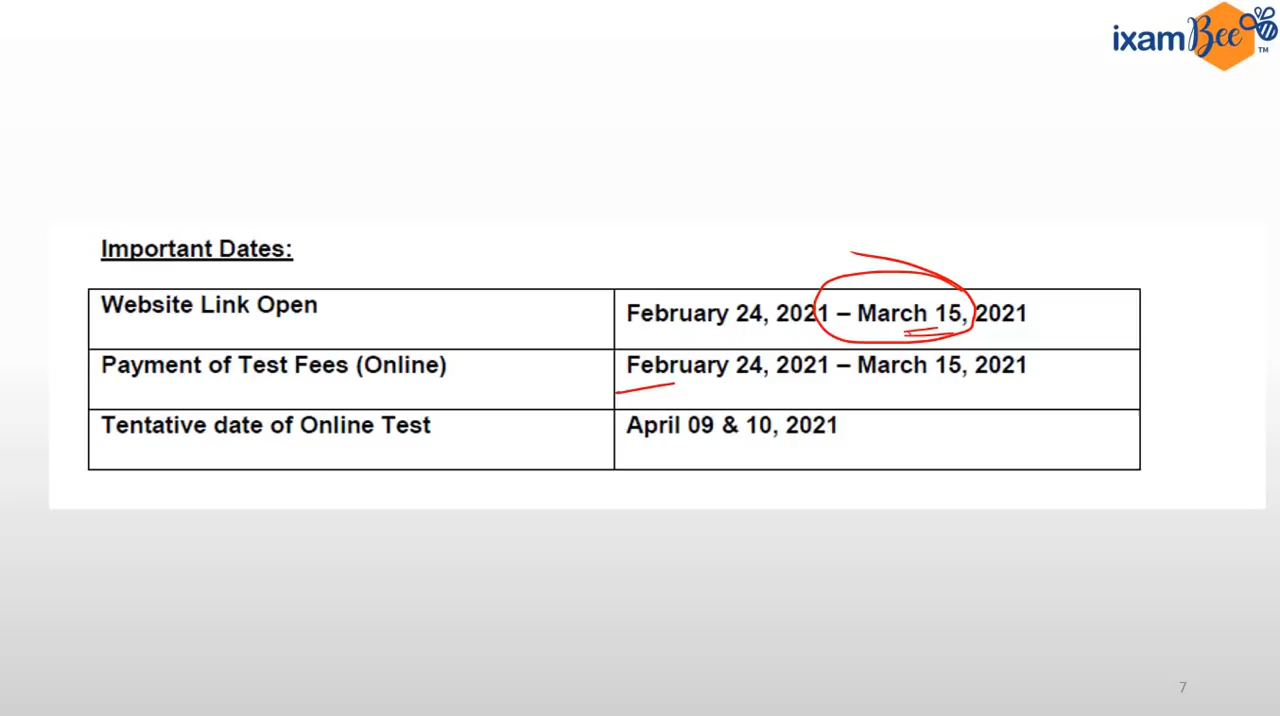 ixamBee
TM
Important Dates:
Website Link Open
February 24, 2021 – March 15, 2021
Payment of Test Fees (Online)
February 24, 2021 – March 15, 2021
Tentative date of Online Test
April 09 & 10, 2021
7